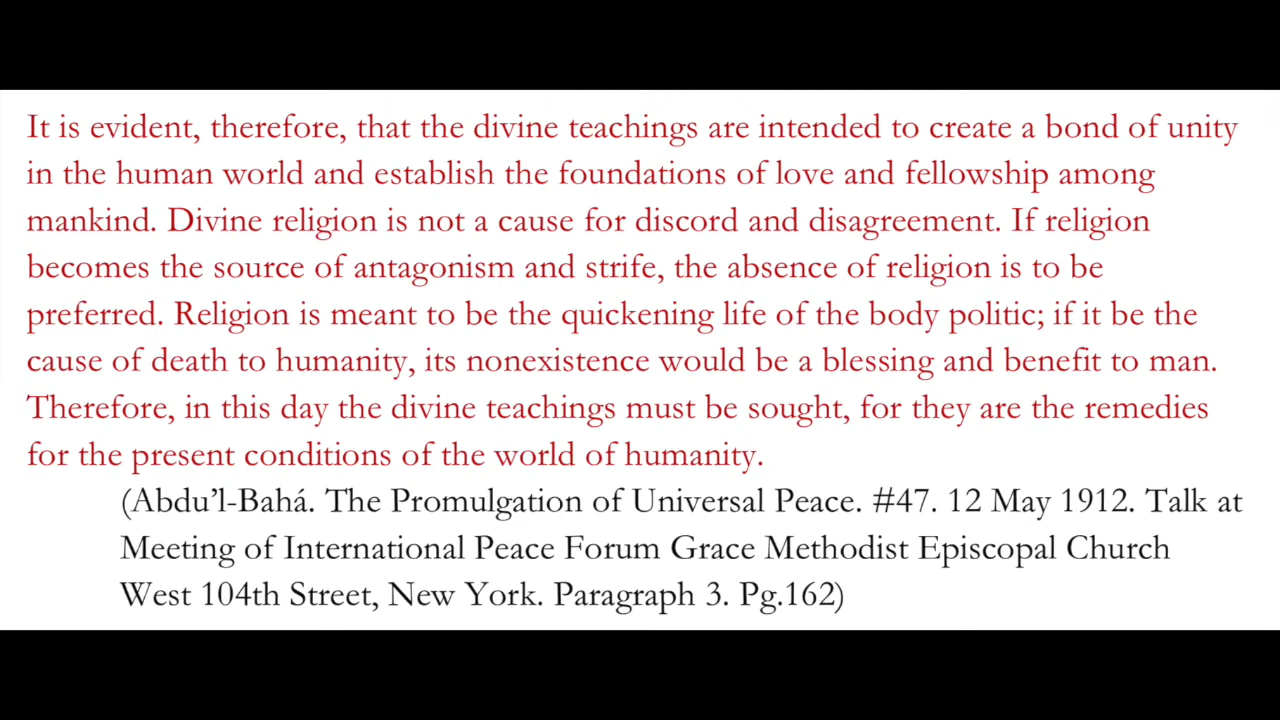 It is evident, therefore, that the divine teachings are intended to create a bond of unity
in the human world and establish the foundations of love and fellowship among
mankind. Divine religion is not a cause for discord and disagreement. If religion
becomes the source of antagonism and strife, the absence of religion is to be
preferred. Religion is meant to be the quickening life of the body politic; if it be the
cause of death to humanity, its nonexistence would be a blessing and benefit to man.
Therefore, in this day the divine teachings must be sought, for they are the remedies
for the present conditions of the world of humanity.
(Abdu’l-Bahá. The Promulgation of Universal Peace. #47. 12 May 1912. Talk at
Meeting of International Peace Forum Grace Methodist Episcopal Church
West 104th Street, New York. Paragraph 3. Pg.162)